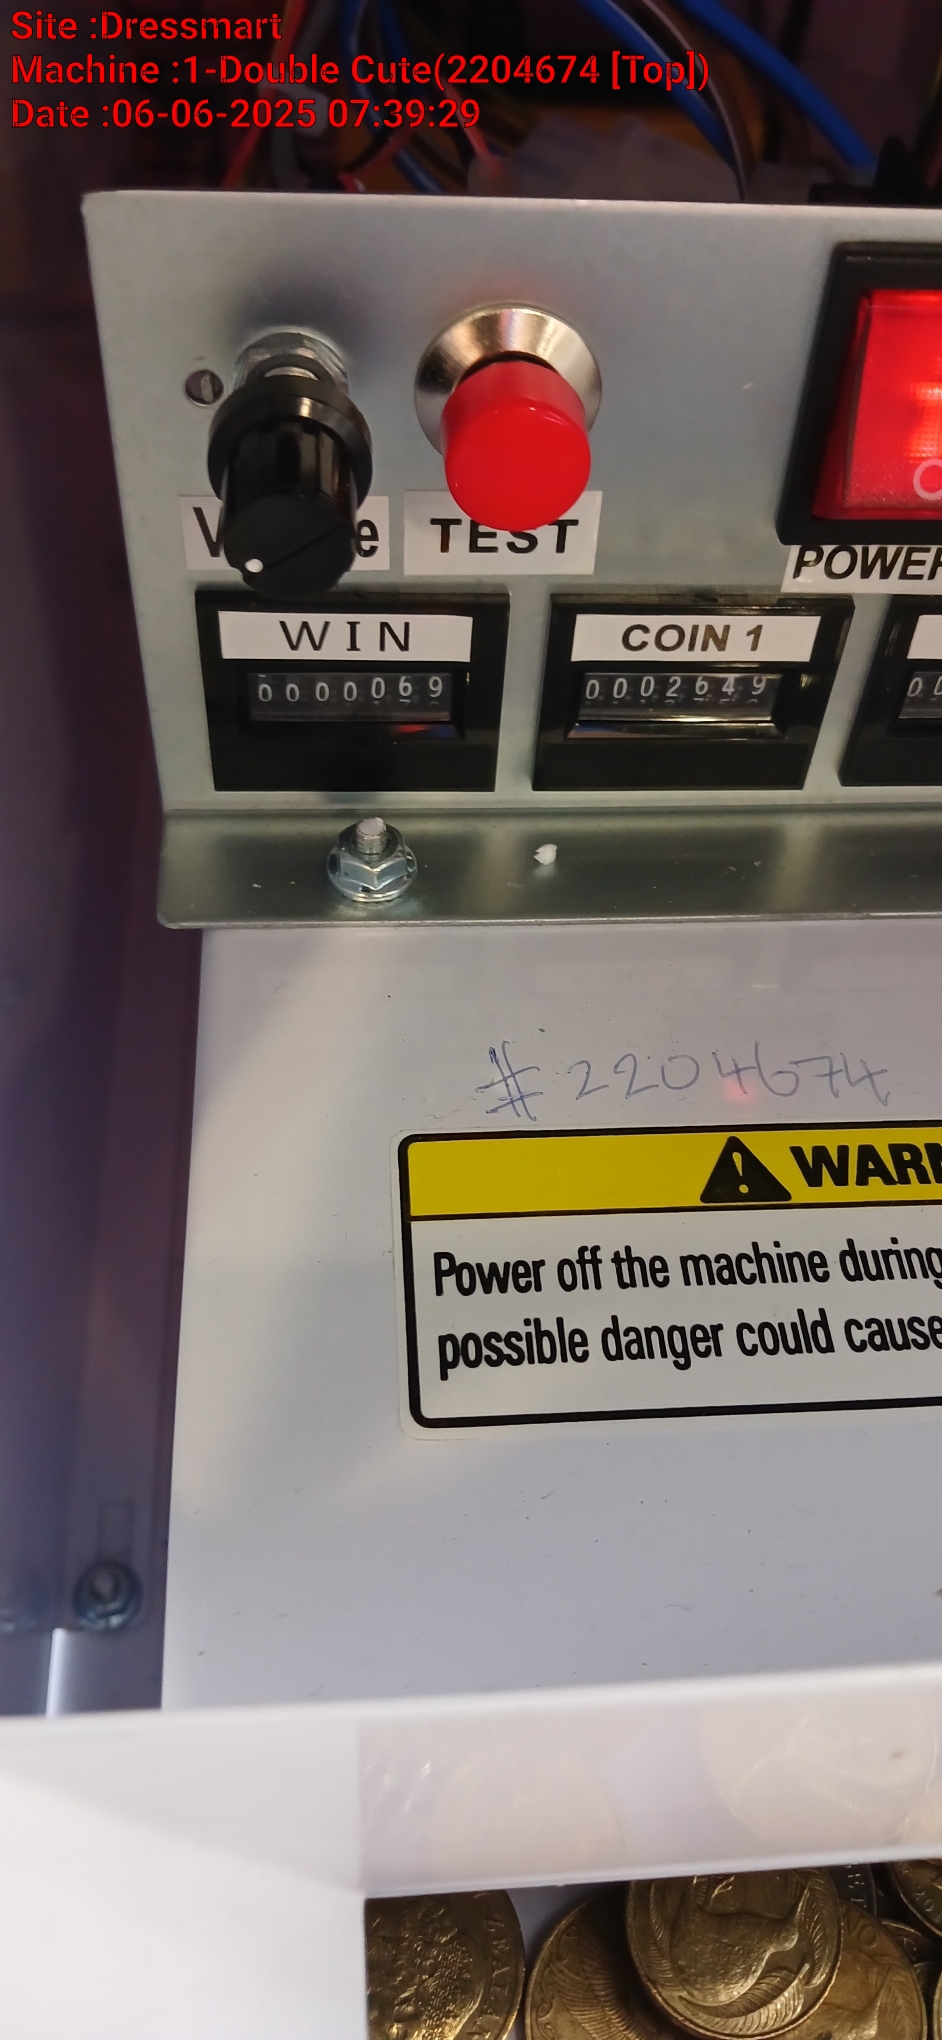 Site :Dressmart
Machine :1-Double Cute(2204674 [Top])
Date :06-06-2025 07:39:29
TEST
POWER
WIN
COIN 1
0000069
0002649
#2204674
Power off the machine during
possible danger could cause